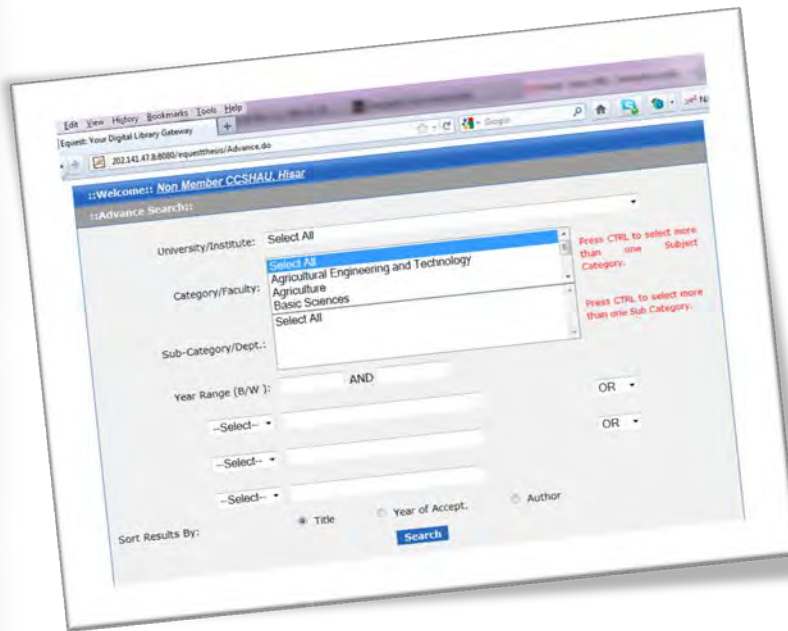 Edit View History Bookmarks Tools Help
Equest: Your Digital Library Gateway +
202.141.47.8:8080/equestthesis/Advance.do Google
::Welcome:: Non Member CCSHAU, Hisar
::Advance Search::
University/Institute: Select All
Category/Faculty: Select All
Agricultural Engineering and Technology
Agriculture
Basic Sciences
Press CTRL to select more
than one Subject
Category.
Sub-Category/Dept.: Select All
Press CTRL to select more
than one Sub Category.
Year Range (B/W ): AND
--Select-- OR
--Select-- OR
--Select--
Sort Results By: Title Year of Accept. Author
Search